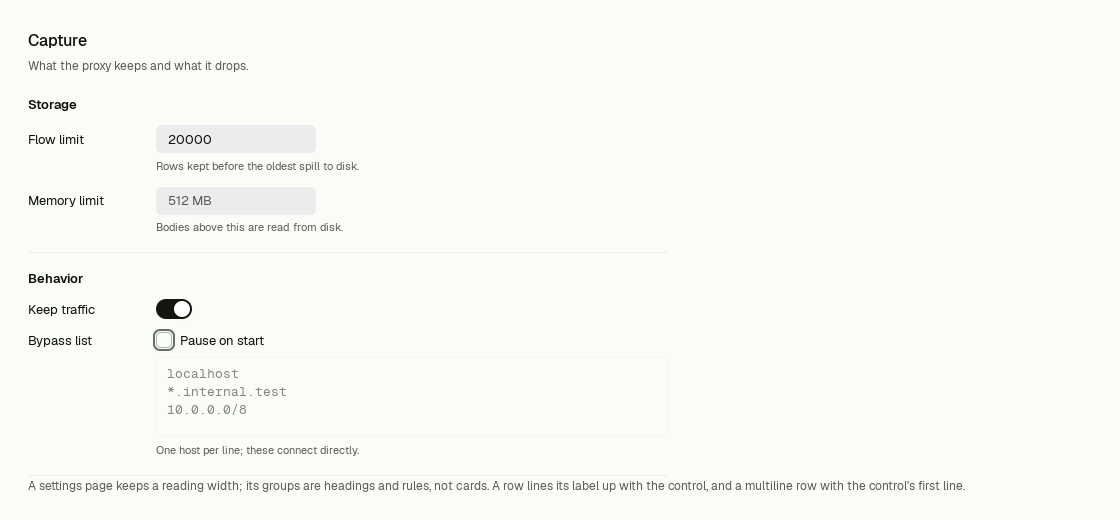 Capture
What the proxy keeps and what it drops.
Storage
Flow limit
20000
Rows kept before the oldest spill to disk.
Memory limit
512 MB
Bodies above this are read from disk.
Behavior
Keep traffic
Bypass list
Pause on start
localhost
*.internal.test
10.0.0.0/8
One host per line; these connect directly.
A settings page keeps a reading width; its groups are headings and rules, not cards. A row lines its label up with the control, and a multiline row with the control's first line.